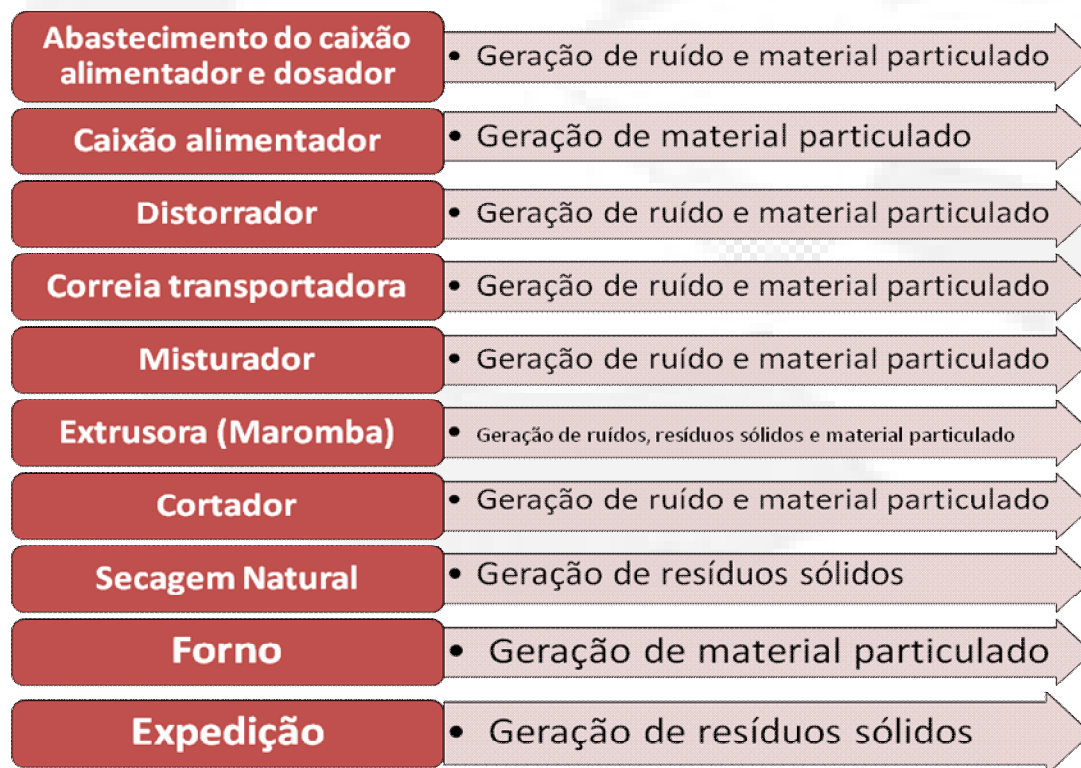 Abastecimento do caixão
alimentador e dosador
• Geração de ruído e material particulado
Caixão alimentador
• Geração de material particulado
Distorrador
• Geração de ruído e material particulado
Correia transportadora
• Geração de ruído e material particulado
Misturador
• Geração de ruído e material particulado
Extrusora (Maromba)
• Geração de ruídos, resíduos sólidos e material particulado
Cortador
• Geração de ruído e material particulado
Secagem Natural
• Geração de resíduos sólidos
Forno
• Geração de material particulado
Expedição
• Geração de resíduos sólidos